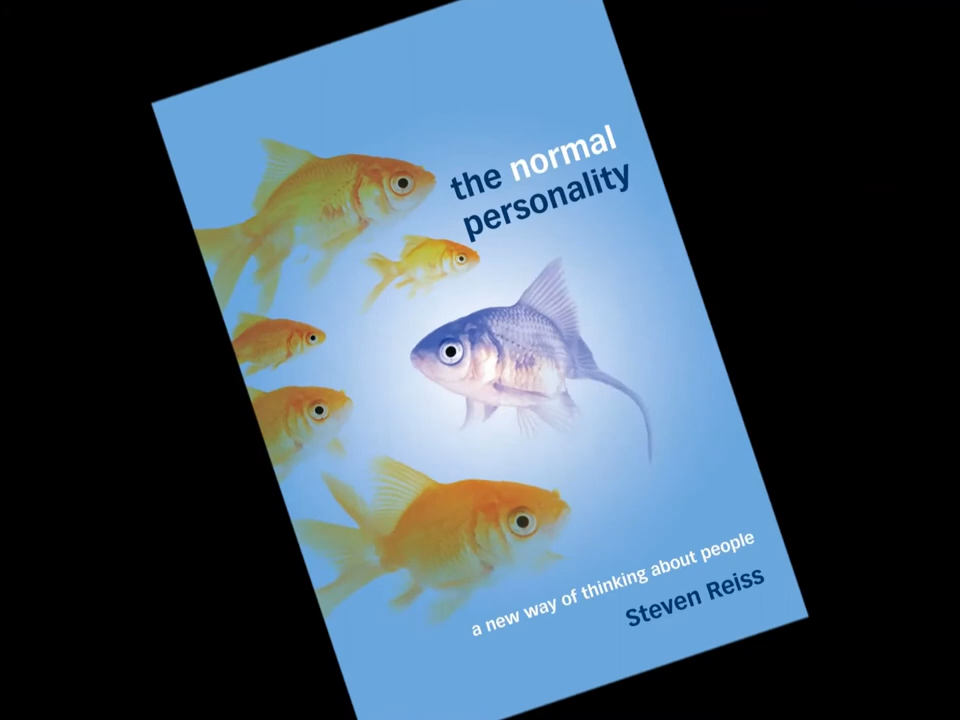 the normal
personality
a new way of thinking about people
Steven Reiss